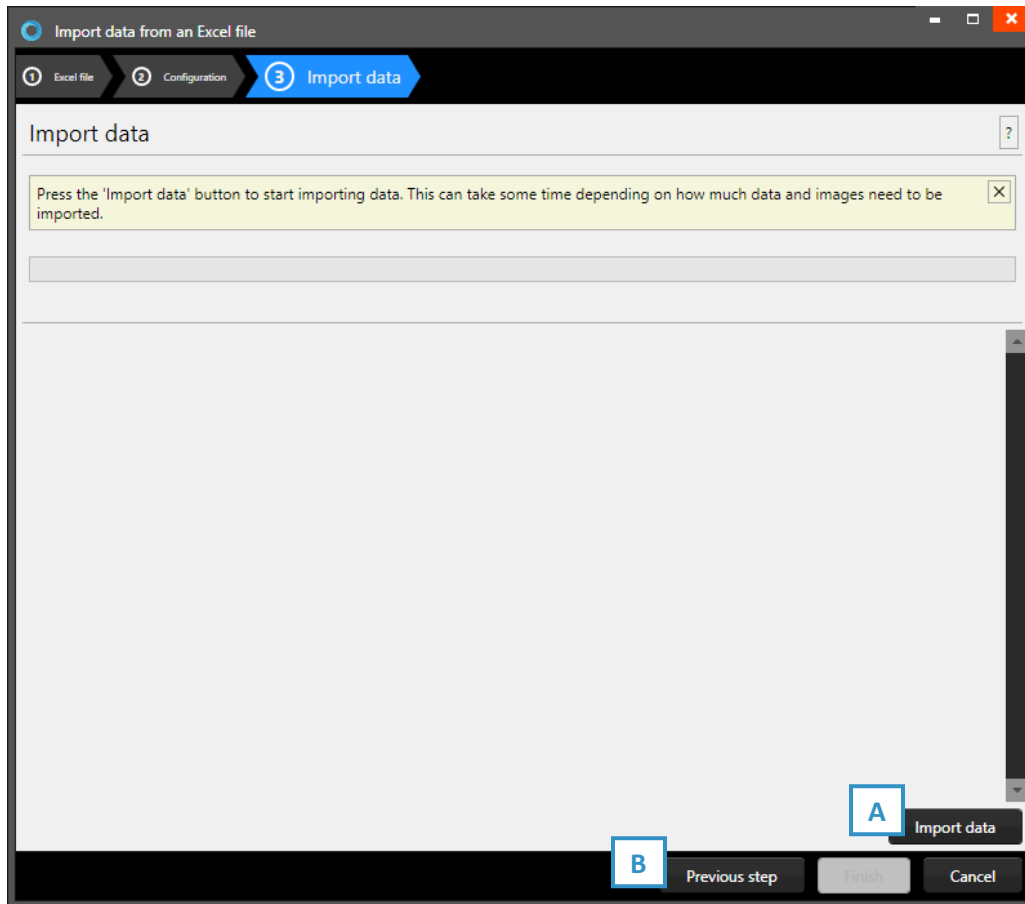 Import data from an Excel file
1 Excel file 2 Configuration 3 Import data
Import data
?
Press the 'Import data' button to start importing data. This can take some time depending on how much data and images need to be
imported.
A
Import data
B
Previous step Finish Cancel